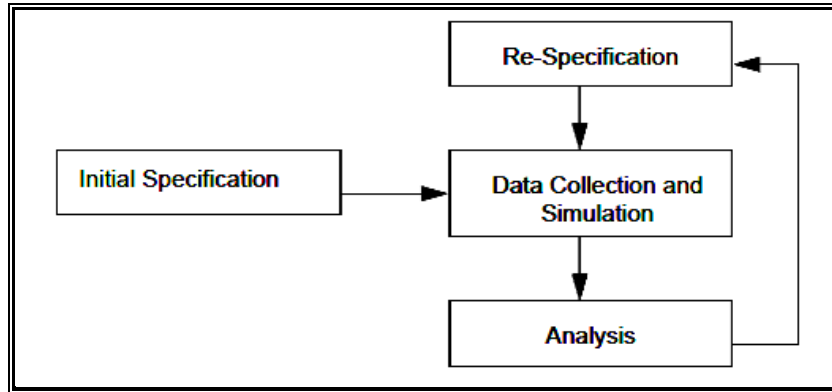 Re-Specification
Initial Specification
Data Collection and
Simulation
Analysis